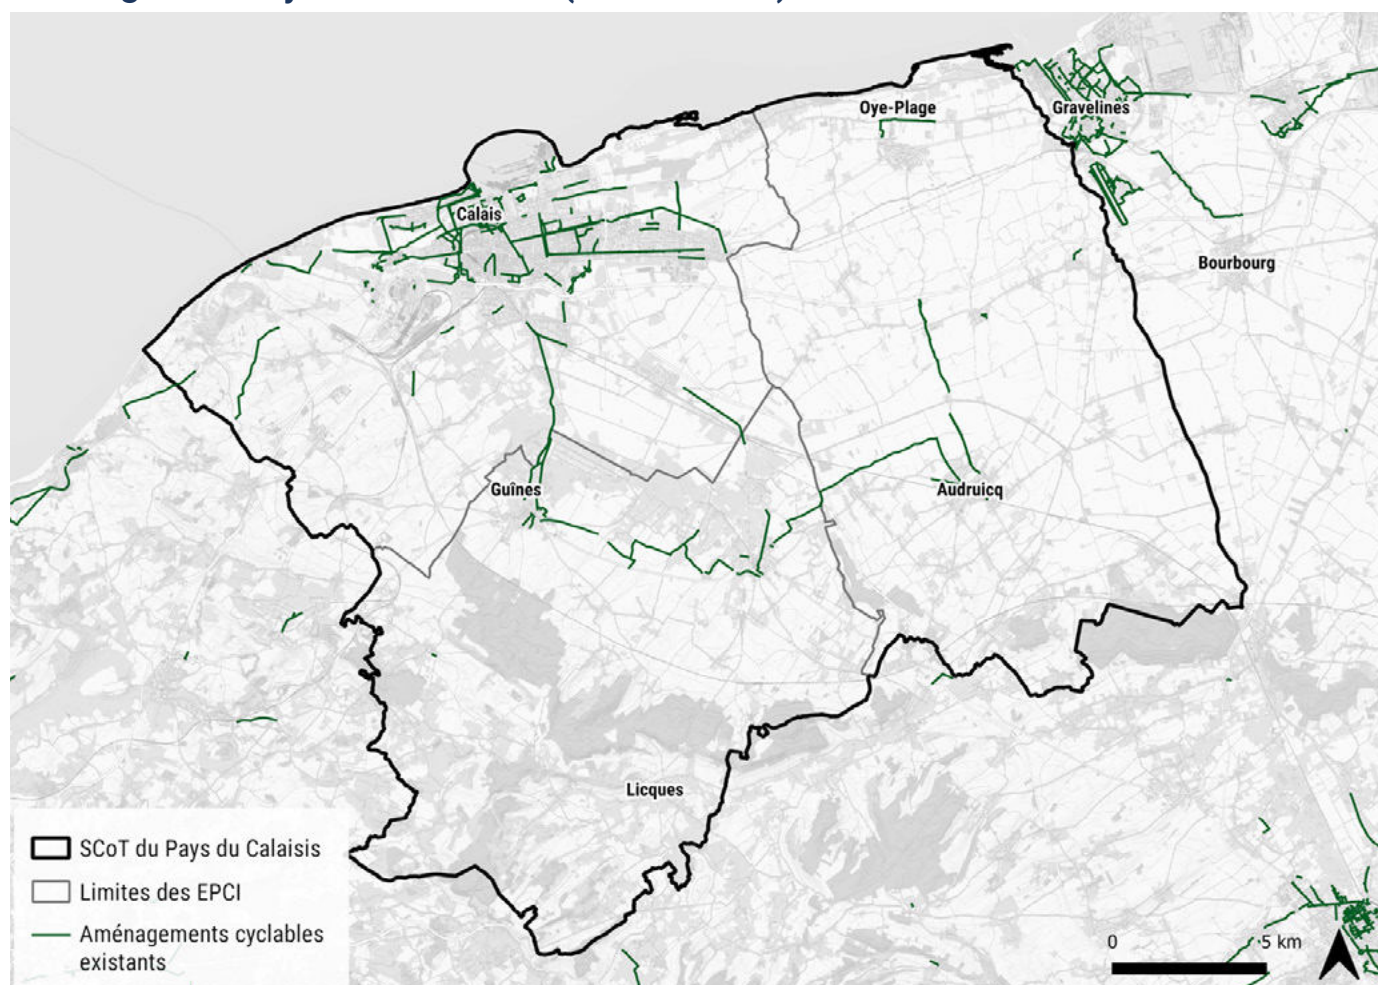 Oye-Plage
Gravelines
Calais
Bourbourg
Guînes
Audruicq
Licques
SCoT du Pays du Calaisis
Limites des EPCI
Aménagements cyclables
existants
0
5 km